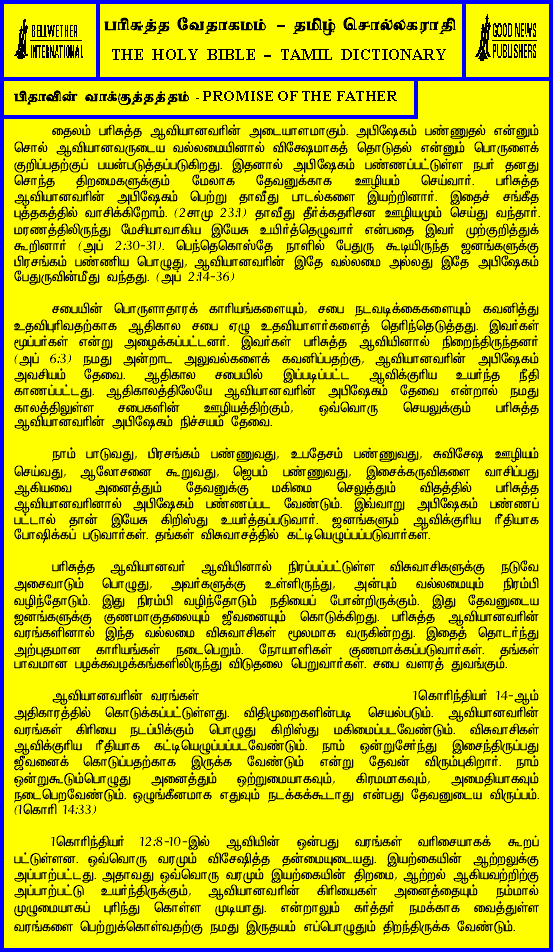 BELLWETHER
INTERNATIONAL
பரிசுத்த வேதாகமம் – தமிழ் சொல்லகராதி
THE HOLY BIBLE – TAMIL DICTIONARY
GOOD NEWS
PUBLISHERS
பிதாவின் வாக்குத்தத்தம் - PROMISE OF THE FATHER
தைலம் பரிசுத்த ஆவியானவரின் அடையாளமாகும். அபிஷேகம் பண்ணுதல் என்னும்
சொல் ஆவியானவருடைய வல்லமையினால் விசேஷமாகத் தொடுதல் என்னும் பொருளைக்
குறிப்பதற்குப் பயன்படுத்தப்படுகிறது. இதனால் அபிஷேகம் பண்ணப்பட்டுள்ள நபர் தனது
சொந்த திறமைகளுக்கும் மேலாக தேவனுக்காக ஊழியம் செய்வார். பரிசுத்த
ஆவியானவரின் அபிஷேகம் பெற்று தாவீது பாடல்களை இயற்றினார். இதைச் சங்கீத
புத்தகத்தில் வாசிக்கிறோம். (2சாமு 23:1) தாவீது தீர்க்கதரிசன ஊழியமும் செய்து வந்தார்.
மரணத்திலிருந்து மேசியாவாகிய இயேசு உயிர்த்தெழுவார் என்பதை இவர் முற்குறித்துக்
கூறினார் (அப் 2:30-31). பெந்தெகொஸ்தே நாளில் பேதுரு கூடியிருந்த ஜனங்களுக்கு
பிரசங்கம் பண்ணிய பொழுது, ஆவியானவரின் இதே வல்லமை அல்லது இதே அபிஷேகம்
பேதுருவின்மீது வந்தது. (அப் 2:14-36)
சபையின் பொருளாதாரக் காரியங்களையும், சபை நடவடிக்கைகளையும் கவனித்து
உதவிபுரிவதற்காக ஆதிகால சபை ஏழு உதவியாளர்களைத் தெரிந்தெடுத்தது. இவர்கள்
மூப்பர்கள் என்று அழைக்கப்பட்டனர். இவர்கள் பரிசுத்த ஆவியினால் நிறைந்திருந்தனர்
(அப் 6:3) நமது அன்றாட அலுவல்களைக் கவனிப்பதற்கு, ஆவியானவரின் அபிஷேகம்
அவசியம் தேவை. ஆதிகால சபையில் இப்படிப்பட்ட ஆவிக்குரிய உயர்ந்த நீதி
காணப்பட்டது. ஆதிகாலத்திலேயே ஆவியானவரின் அபிஷேகம் தேவை என்றால் நமது
காலத்திலுள்ள சபைகளின் ஊழியத்திற்கும், ஒவ்வொரு செயலுக்கும் பரிசுத்த
ஆவியானவரின் அபிஷேகம் நிச்சயம் தேவை.
நாம் பாடுவது, பிரசங்கம் பண்ணுவது, உபதேசம் பண்ணுவது, சுவிசேஷ ஊழியம்
செய்வது, ஆலோசனை கூறுவது, ஜெபம் பண்ணுவது, இசைக்கருவிகளை வாசிப்பது
ஆகியவை அனைத்தும் தேவனுக்கு மகிமை செலுத்தும் விதத்தில் பரிசுத்த
ஆவியானவரினால் அபிஷேகம் பண்ணப்பட வேண்டும். இவ்வாறு அபிஷேகம் பண்ணப்
பட்டால் தான் இயேசு கிறிஸ்து உயர்த்தப்படுவார். ஜனங்களும் ஆவிக்குரிய ரீதியாக
போஷிக்கப் படுவார்கள். தங்கள் விசுவாசத்தில் கட்டியெழுப்பப்படுவார்கள்.
பரிசுத்த ஆவியானவர் ஆவியினால் நிரப்பப்பட்டுள்ள விசுவாசிகளுக்கு நடுவே
அசைவாடும் பொழுது, அவர்களுக்கு உள்ளிருந்து, அன்பும் வல்லமையும் நிரம்பி
வழிந்தோடும். இது நிரம்பி வழிந்தோடும் நதியைப் போன்றிருக்கும். இது தேவனுடைய
ஜனங்களுக்கு குணமாகுதலையும் ஜீவனையும் கொடுக்கிறது. பரிசுத்த ஆவியானவரின்
வரங்களினால் இந்த வல்லமை விசுவாசிகள் மூலமாக வருகின்றது. இதைத் தொடர்ந்து
அற்புதமான காரியங்கள் நடைபெறும். நோயாளிகள் குணமாக்கப்படுவார்கள். தங்கள்
பாவமான பழக்கவழக்கங்களிலிருந்து விடுதலை பெறுவார்கள். சபை வளரத் துவங்கும்.
ஆவியானவரின் வரங்கள் 1கொரிந்தியர் 14-ஆம்
அதிகாரத்தில் கொடுக்கப்பட்டுள்ளது. விதிமுறைகளின்படி செயல்படும். ஆவியானவரின்
வரங்கள் கிரியை நடப்பிக்கும் பொழுது கிறிஸ்து மகிமைப்படவேண்டும். விசுவாசிகள்
ஆவிக்குரிய ரீதியாக கட்டியெழுப்பப்படவேண்டும். நாம் ஒன்றுசேர்ந்து இசைந்திருப்பது
ஜீவனைக் கொடுப்பதற்காக இருக்க வேண்டும் என்று தேவன் விரும்புகிறார். நாம்
ஒன்றுகூடும்பொழுது அனைத்தும் ஒற்றுமையாகவும், கிரமமாகவும், அமைதியாகவும்
நடைபெறவேண்டும். ஒழுங்கீனமாக எதுவும் நடக்கக்கூடாது என்பது தேவனுடைய விருப்பம்.
(1கொரி 14:33)
1கொரிந்தியர் 12:8-10-இல் ஆவியின் ஒன்பது வரங்கள் வரிசையாகக் கூறப்
பட்டுள்ளன. ஒவ்வொரு வரமும் விசேஷித்த தன்மையுடையது. இயற்கையின் ஆற்றலுக்கு
அப்பாற்பட்டது. அதாவது ஒவ்வொரு வரமும் இயற்கையின் திறமை, ஆற்றல் ஆகியவற்றிற்கு
அப்பாற்பட்டு உயர்ந்திருக்கும், ஆவியானவரின் கிரியைகள் அனைத்தையும் நம்மால்
முழுமையாகப் புரிந்து கொள்ள முடியாது. என்றாலும் கர்த்தர் நமக்காக வைத்துள்ள
வரங்களை பெற்றுக்கொள்வதற்கு நமது இருதயம் எப்பொழுதும் திறந்திருக்க வேண்டும்.